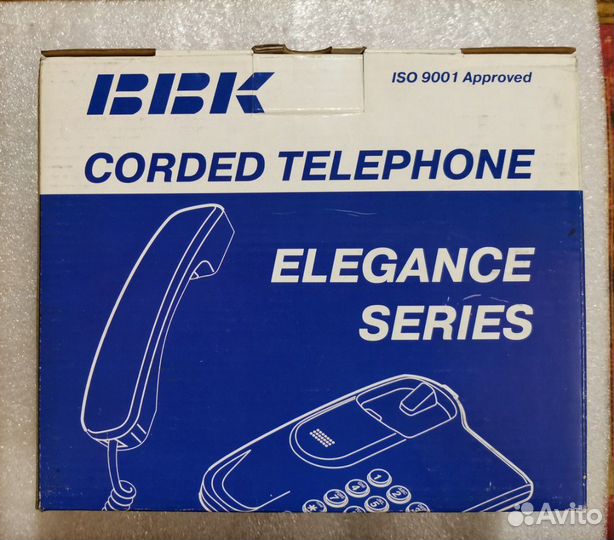 BBK
ISO 9001 Approved
CORDED TELEPHONE
ELEGANCE
SERIES
Avito